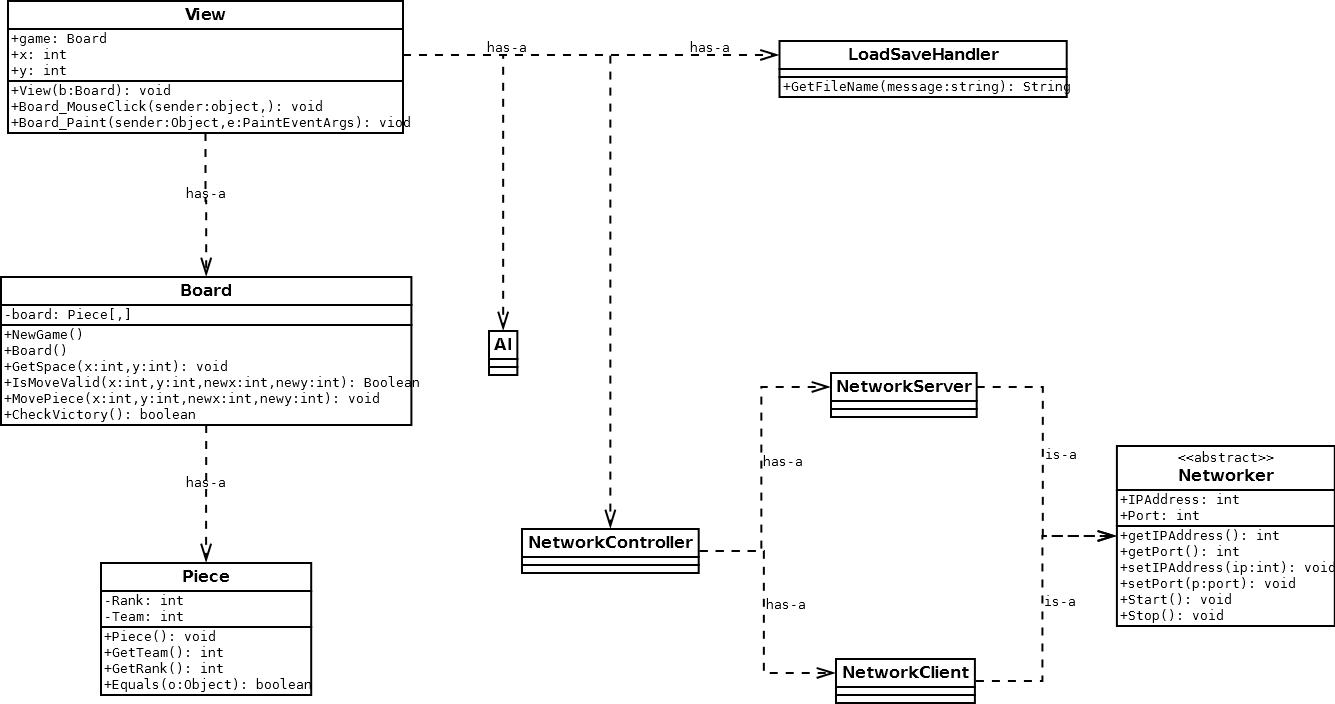 View
+game: Board
+x: int
+y: int
+View(b:Board): void
+Board_MouseClick(sender:object,): void
+Board_Paint(sender:Object,e:PaintEventArgs): viod
has-a
has-a
LoadSaveHandler
+GetFileName(message:string): String
has-a
Board
-board: Piece[,]
+NewGame()
+Board()
+GetSpace(x:int,y:int): void
+IsMoveValid(x:int,y:int,newx:int,newy:int): Boolean
+MovePiece(x:int,y:int,newx:int,newy:int): void
+CheckVictory(): boolean
AI
has-a
Piece
-Rank: int
-Team: int
+Piece(): void
+GetTeam(): int
+GetRank(): int
+Equals(o:Object): boolean
NetworkController
has-a
has-a
NetworkServer
NetworkClient
is-a
is-a
<<abstract>>
Networker
+IPAddress: int
+Port: int
+getIPAddress(): int
+getPort(): int
+setIPAddress(ip:int): void
+setPort(p:port): void
+Start(): void
+Stop(): void